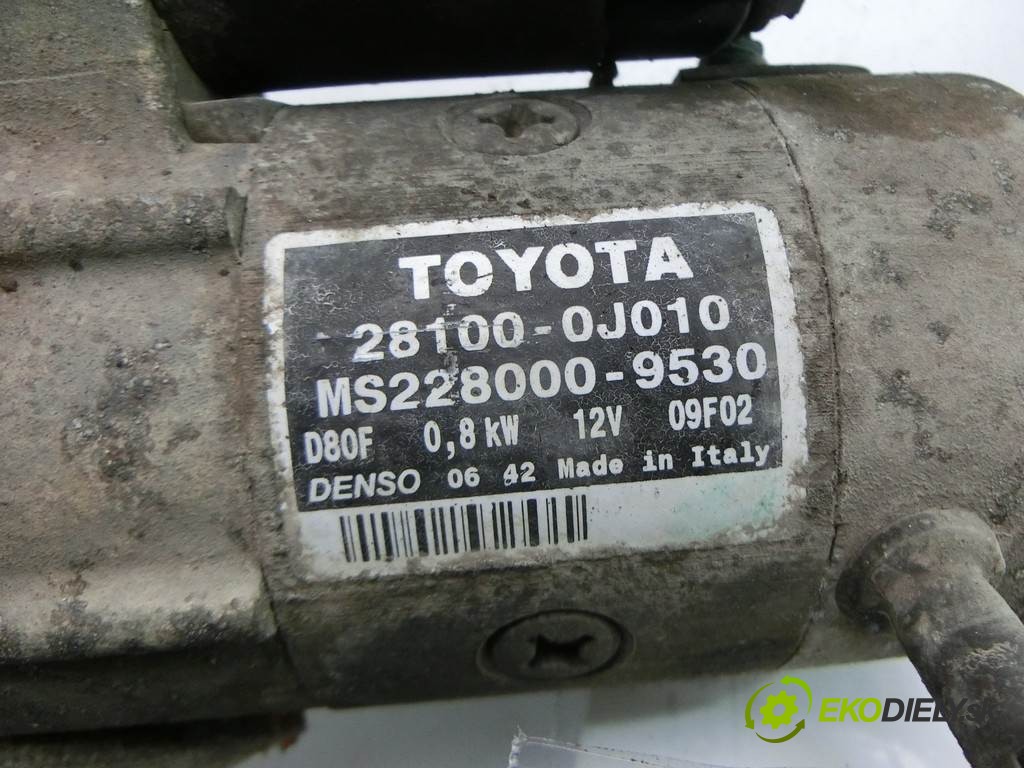 TOYOTA
28100-0J010
MS228000-9530
D80F 0,8 kW 12V 09F02
DENSO 06 42 Made in Italy
EKODIELY